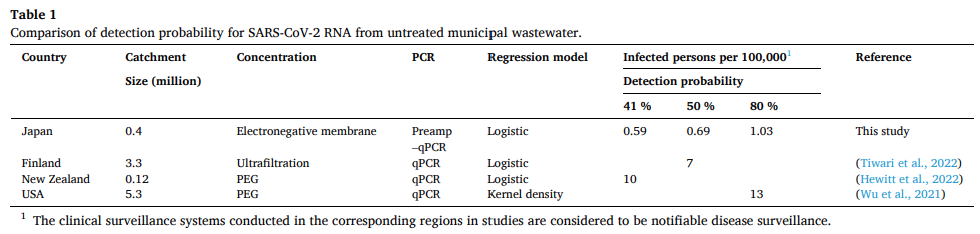 Table 1
Comparison of detection probability for SARS-CoV-2 RNA from untreated municipal wastewater.
Country Catchment Concentration PCR Regression model Infected persons per 100,000¹ Reference
Size (million) Detection probability
41 % 50 % 80 %
Japan 0.4 Electronegative membrane Preamp Logistic 0.59 0.69 1.03 This study
–qPCR
Finland 3.3 Ultrafiltration qPCR Logistic 7 (Tiwari et al., 2022)
New Zealand 0.12 PEG qPCR Logistic 10 (Hewitt et al., 2022)
USA 5.3 PEG qPCR Kernel density 13 (Wu et al., 2021)
¹ The clinical surveillance systems conducted in the corresponding regions in studies are considered to be notifiable disease surveillance.